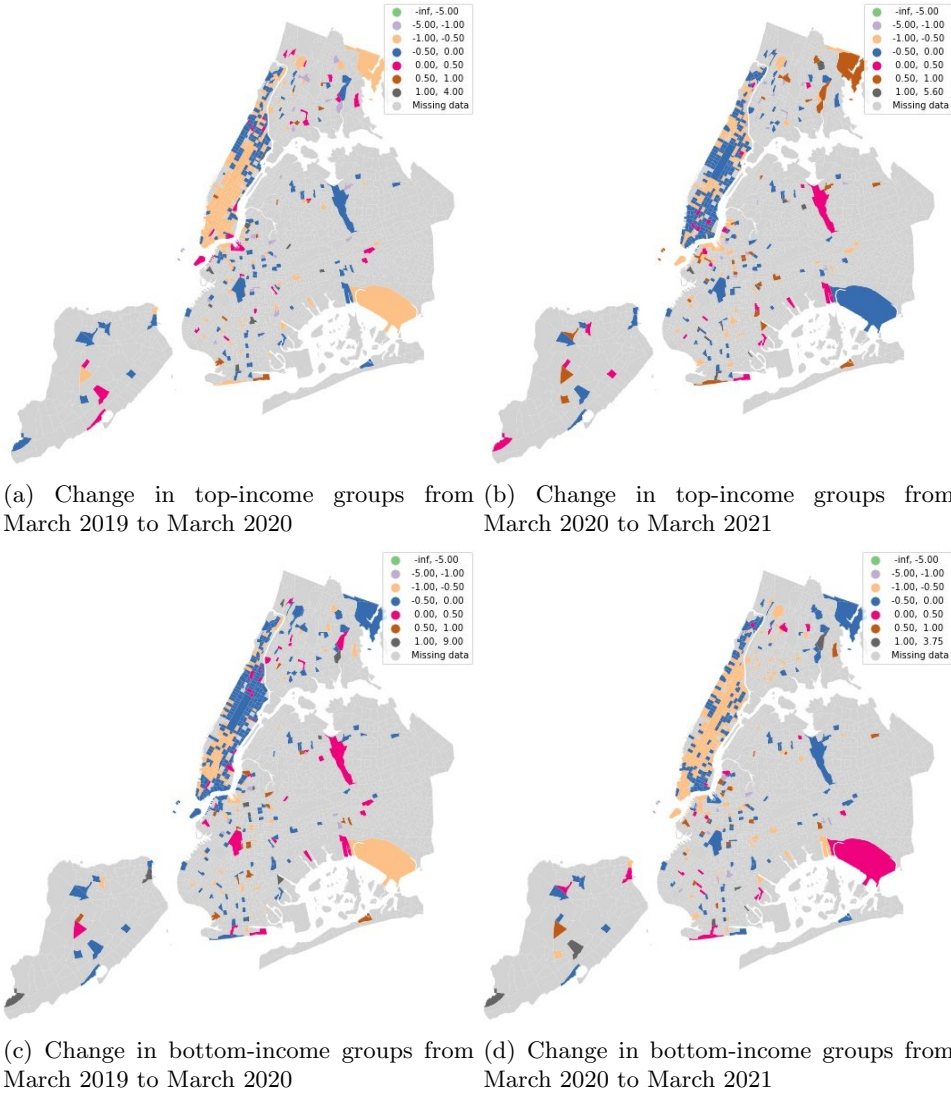 -inf, -5.00
-5.00, -1.00
-1.00, -0.50
-0.50, 0.00
0.00, 0.50
0.50, 1.00
1.00, 4.00
Missing data
-inf, -5.00
-5.00, -1.00
-1.00, -0.50
-0.50, 0.00
0.00, 0.50
0.50, 1.00
1.00, 5.60
Missing data
(a) Change in top-income groups from
March 2019 to March 2020
(b) Change in top-income groups from
March 2020 to March 2021
-inf, -5.00
-5.00, -1.00
-1.00, -0.50
-0.50, 0.00
0.00, 0.50
0.50, 1.00
1.00, 9.00
Missing data
-inf, -5.00
-5.00, -1.00
-1.00, -0.50
-0.50, 0.00
0.00, 0.50
0.50, 1.00
1.00, 3.75
Missing data
(c) Change in bottom-income groups from
March 2019 to March 2020
(d) Change in bottom-income groups from
March 2020 to March 2021